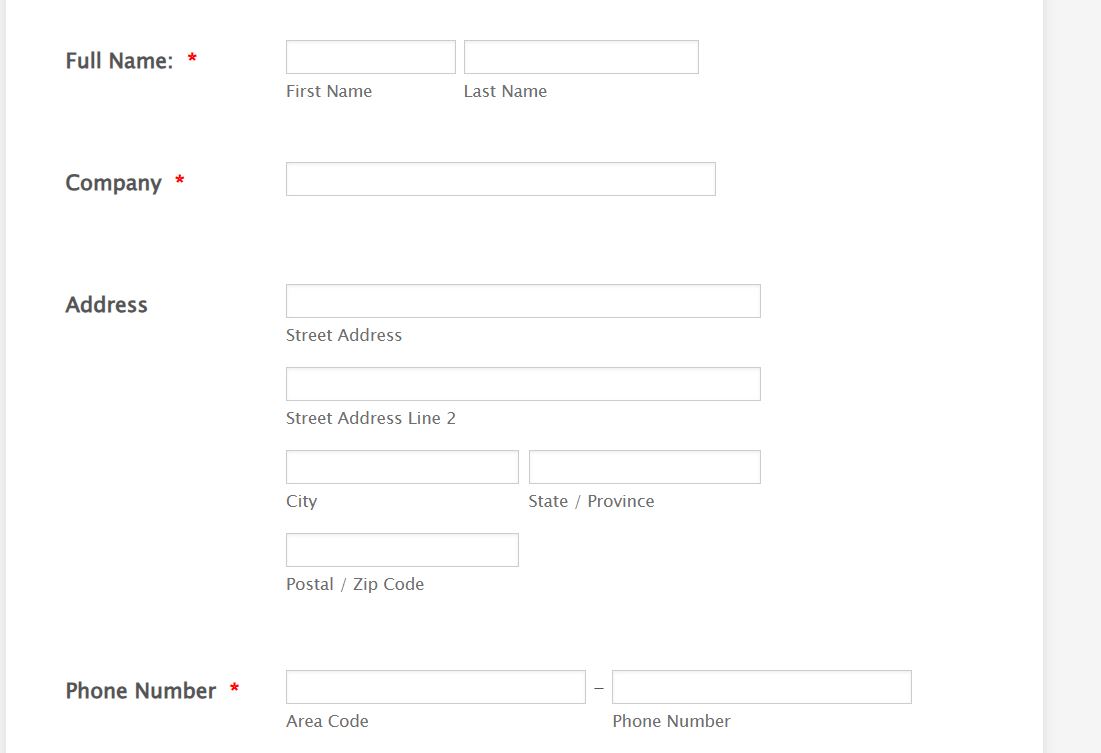 Full Name: *
First Name Last Name
Company *
Address
Street Address
Street Address Line 2
City State / Province
Postal / Zip Code
Phone Number * –
Area Code Phone Number